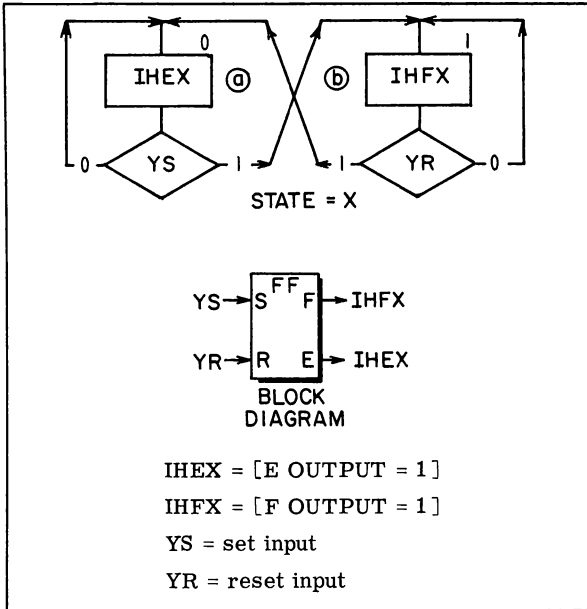 0 1
IHEX ⓐ ⓑ IHFX
0 YS 1 1 YR 0
STATE = X
FF
YS S F IHFX
YR R E IHEX
BLOCK
DIAGRAM
IHEX = [E OUTPUT = 1]
IHFX = [F OUTPUT = 1]
YS = set input
YR = reset input